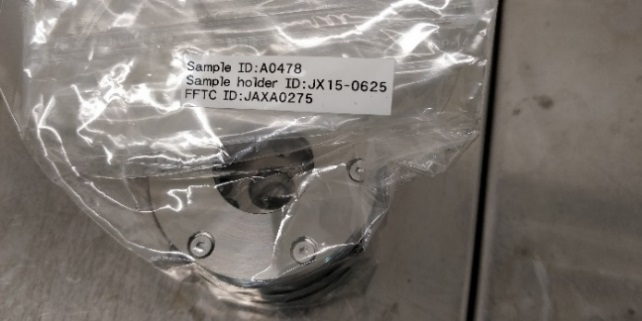 Sample ID:A0478
Sample holder ID:JX15-0625
FFTC ID:JAXA0275